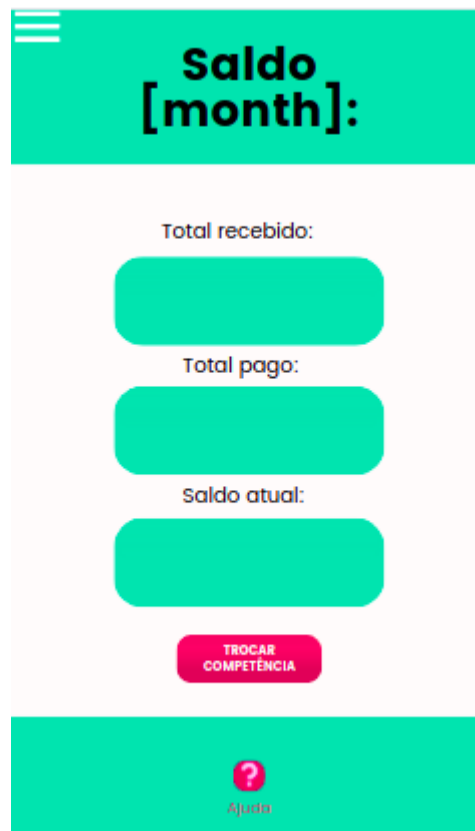 Saldo
[month]:
Total recebido:
Total pago:
Saldo atual:
TROCAR
COMPETÊNCIA
?
Ajuda